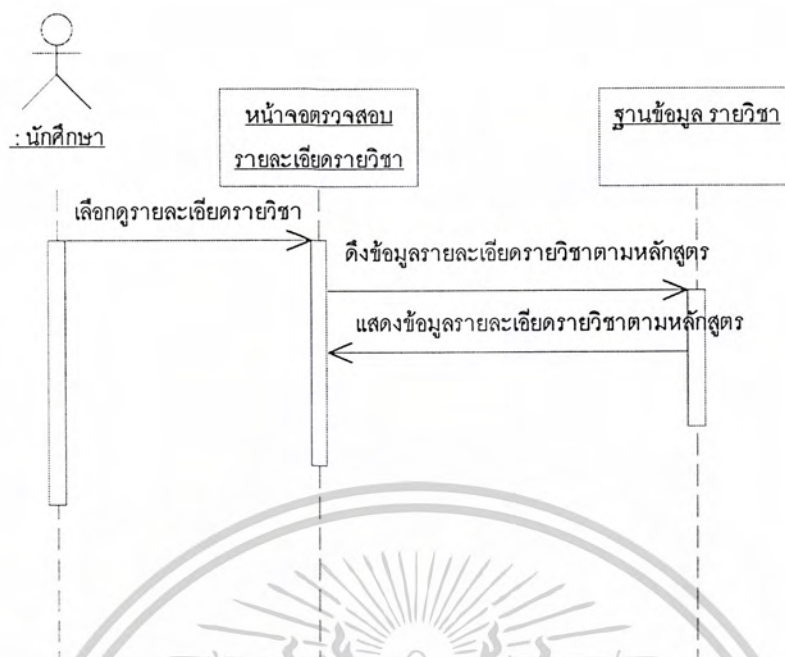 : นักศึกษา
หน้าจอตรวจสอบ
รายละเอียดรายวิชา
ฐานข้อมูล รายวิชา
เลือกดูรายละเอียดรายวิชา
ดึงข้อมูลรายละเอียดรายวิชาตามหลักสูตร
แสดงข้อมูลรายละเอียดรายวิชาตามหลักสูตร